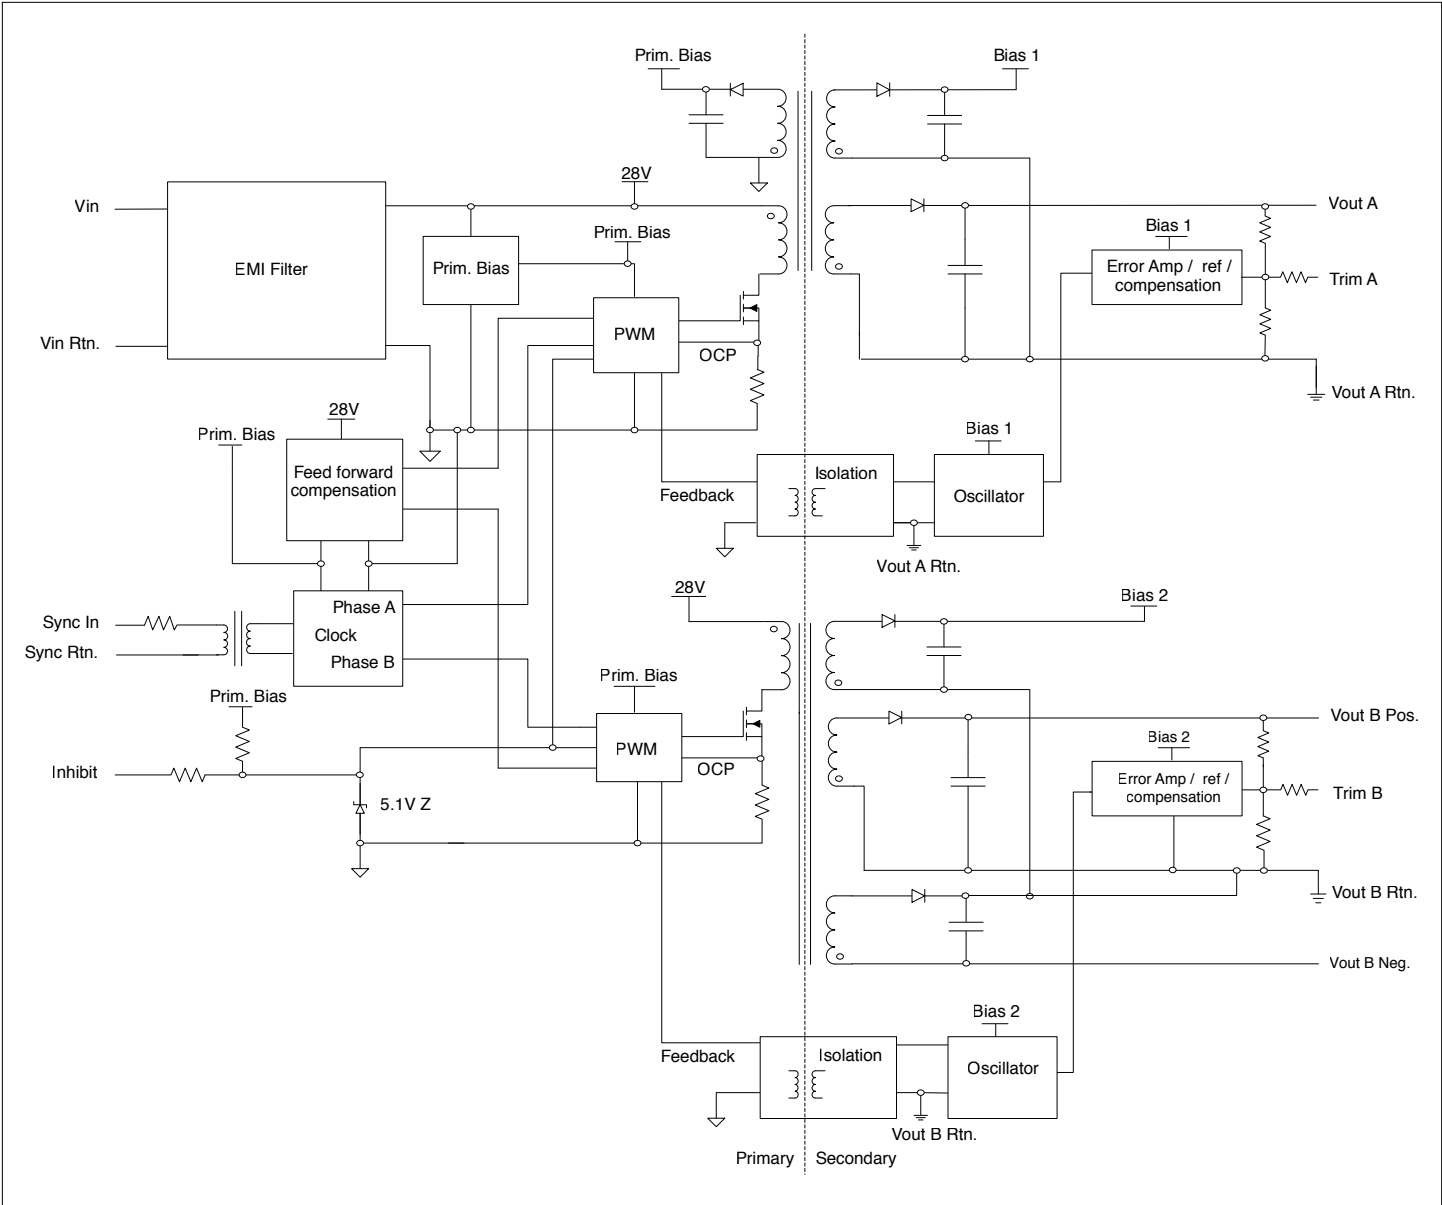 Prim. Bias
Bias 1
28V
Vin
EMI Filter
Vin Rtn.
Prim. Bias
Prim. Bias
PWM
OCP
Vout A
Bias 1
Error Amp / ref /
compensation
Trim A
Vout A Rtn.
28V
Prim. Bias
Feed forward
compensation
Feedback
Isolation
Bias 1
Oscillator
Vout A Rtn.
Sync In
Sync Rtn.
Phase A
Clock
Phase B
28V
Bias 2
Prim. Bias
Prim. Bias
Inhibit
5.1V Z
PWM
OCP
Vout B Pos.
Bias 2
Error Amp / ref /
compensation
Trim B
Vout B Rtn.
Vout B Neg.
Feedback
Isolation
Bias 2
Oscillator
Vout B Rtn.
Primary
Secondary